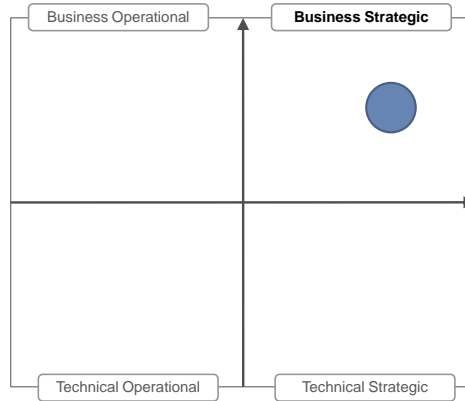 Business Operational
Business Strategic
Technical Operational
Technical Strategic